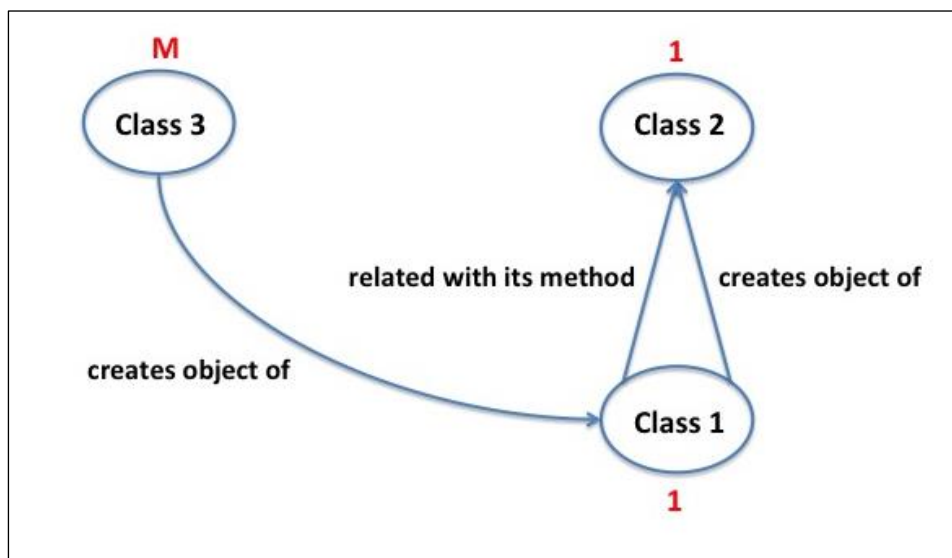 M
1
Class 3
Class 2
related with its method
creates object of
creates object of
Class 1
1